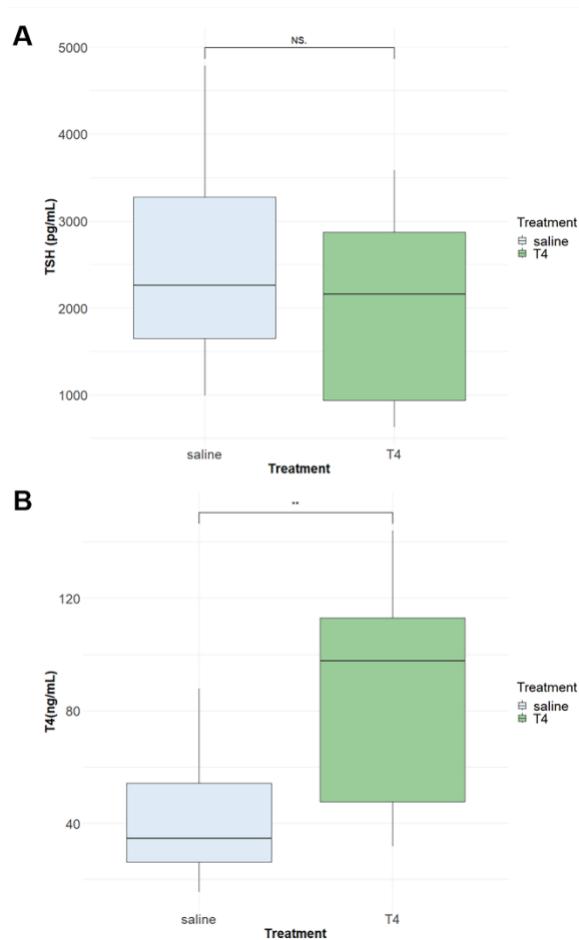 A
NS.
5000
4000
3000
2000
1000
TSH (pg/mL)
Treatment
saline
T4
saline
T4
Treatment
B
**
120
80
40
T4(ng/mL)
Treatment
saline
T4
saline
T4
Treatment